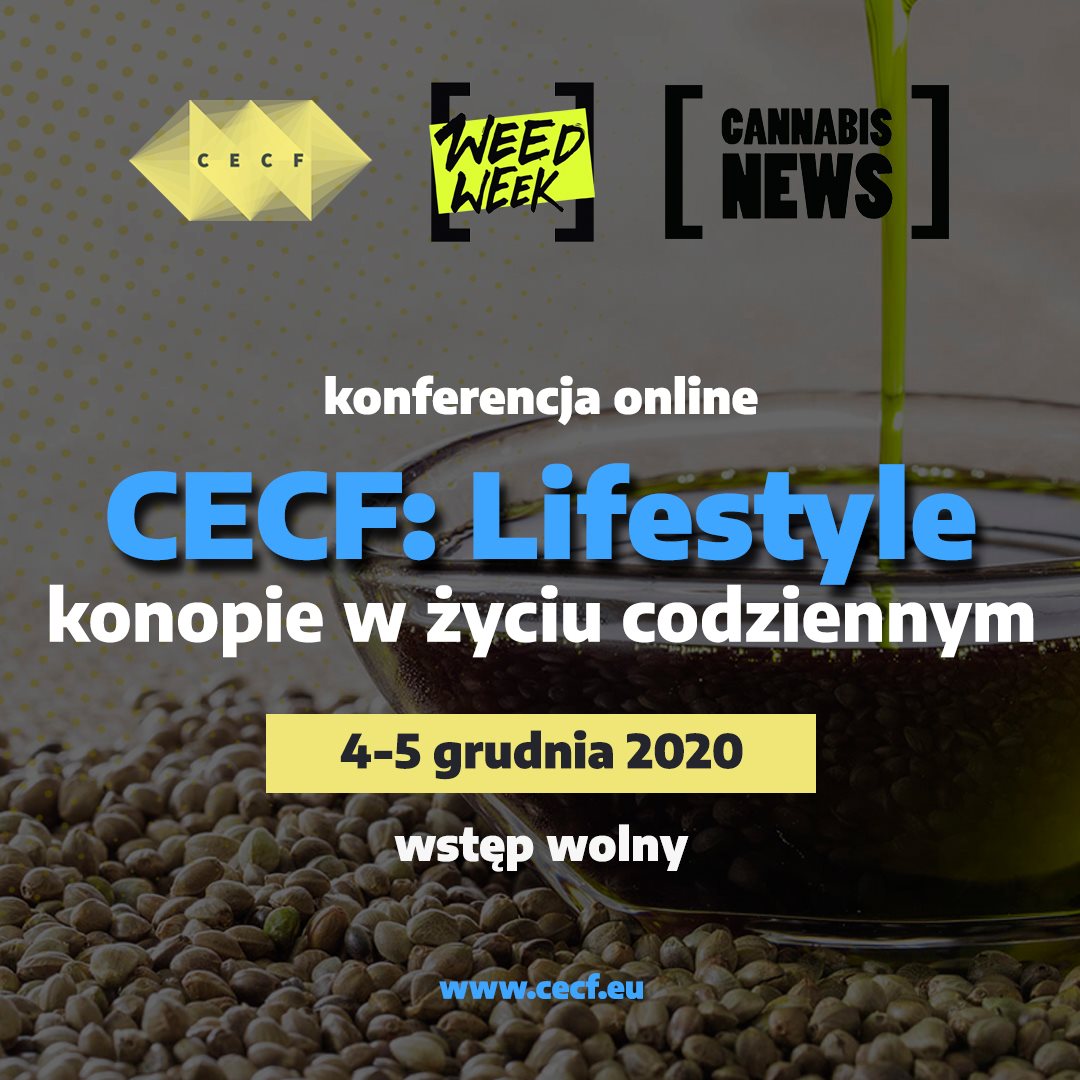 CECF
WEED
WEEK
CANNABIS
NEWS
konferencja online
CECF: Lifestyle
konopie w życiu codziennym
4-5 grudnia 2020
wstęp wolny
www.cecf.eu